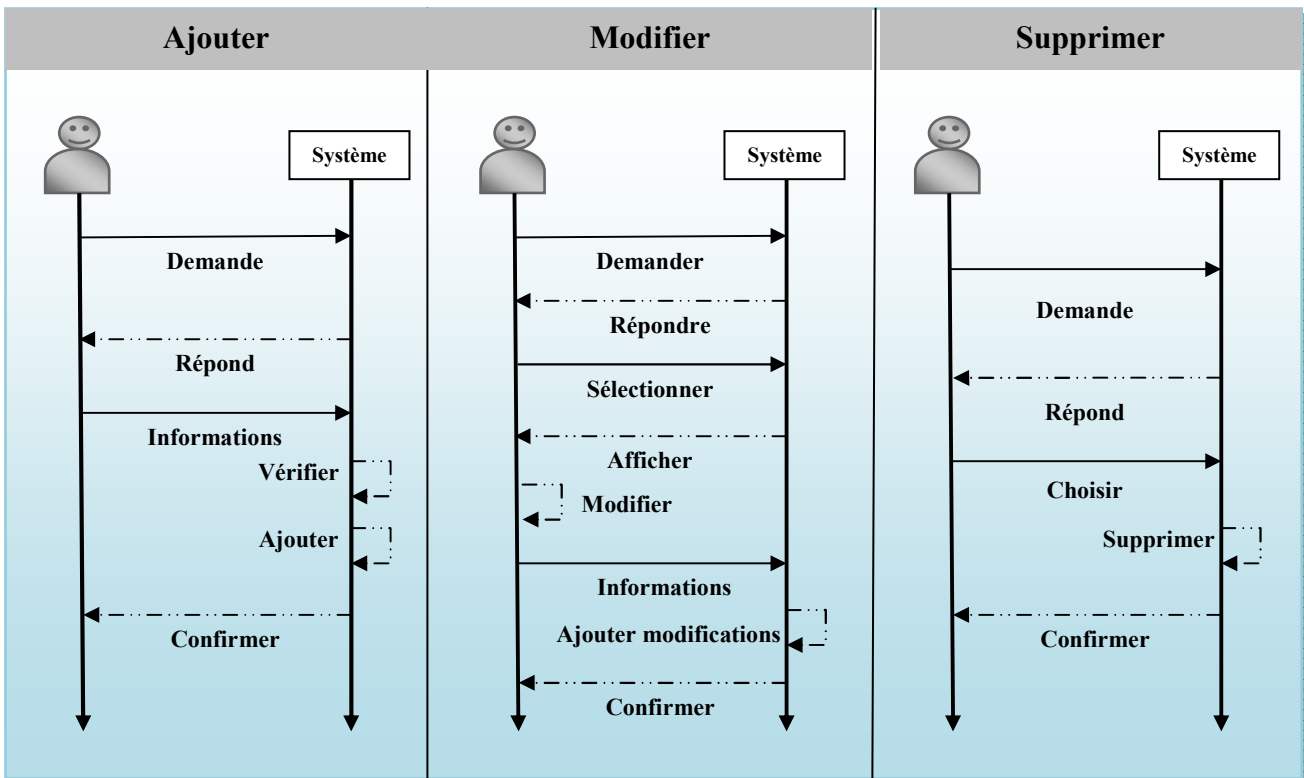 Ajouter
Modifier
Supprimer
Système
Demande
Répond
Informations
Vérifier
Ajouter
Confirmer
Système
Demander
Répondre
Sélectionner
Afficher
Modifier
Informations
Ajouter modifications
Confirmer
Système
Demande
Répond
Choisir
Supprimer
Confirmer